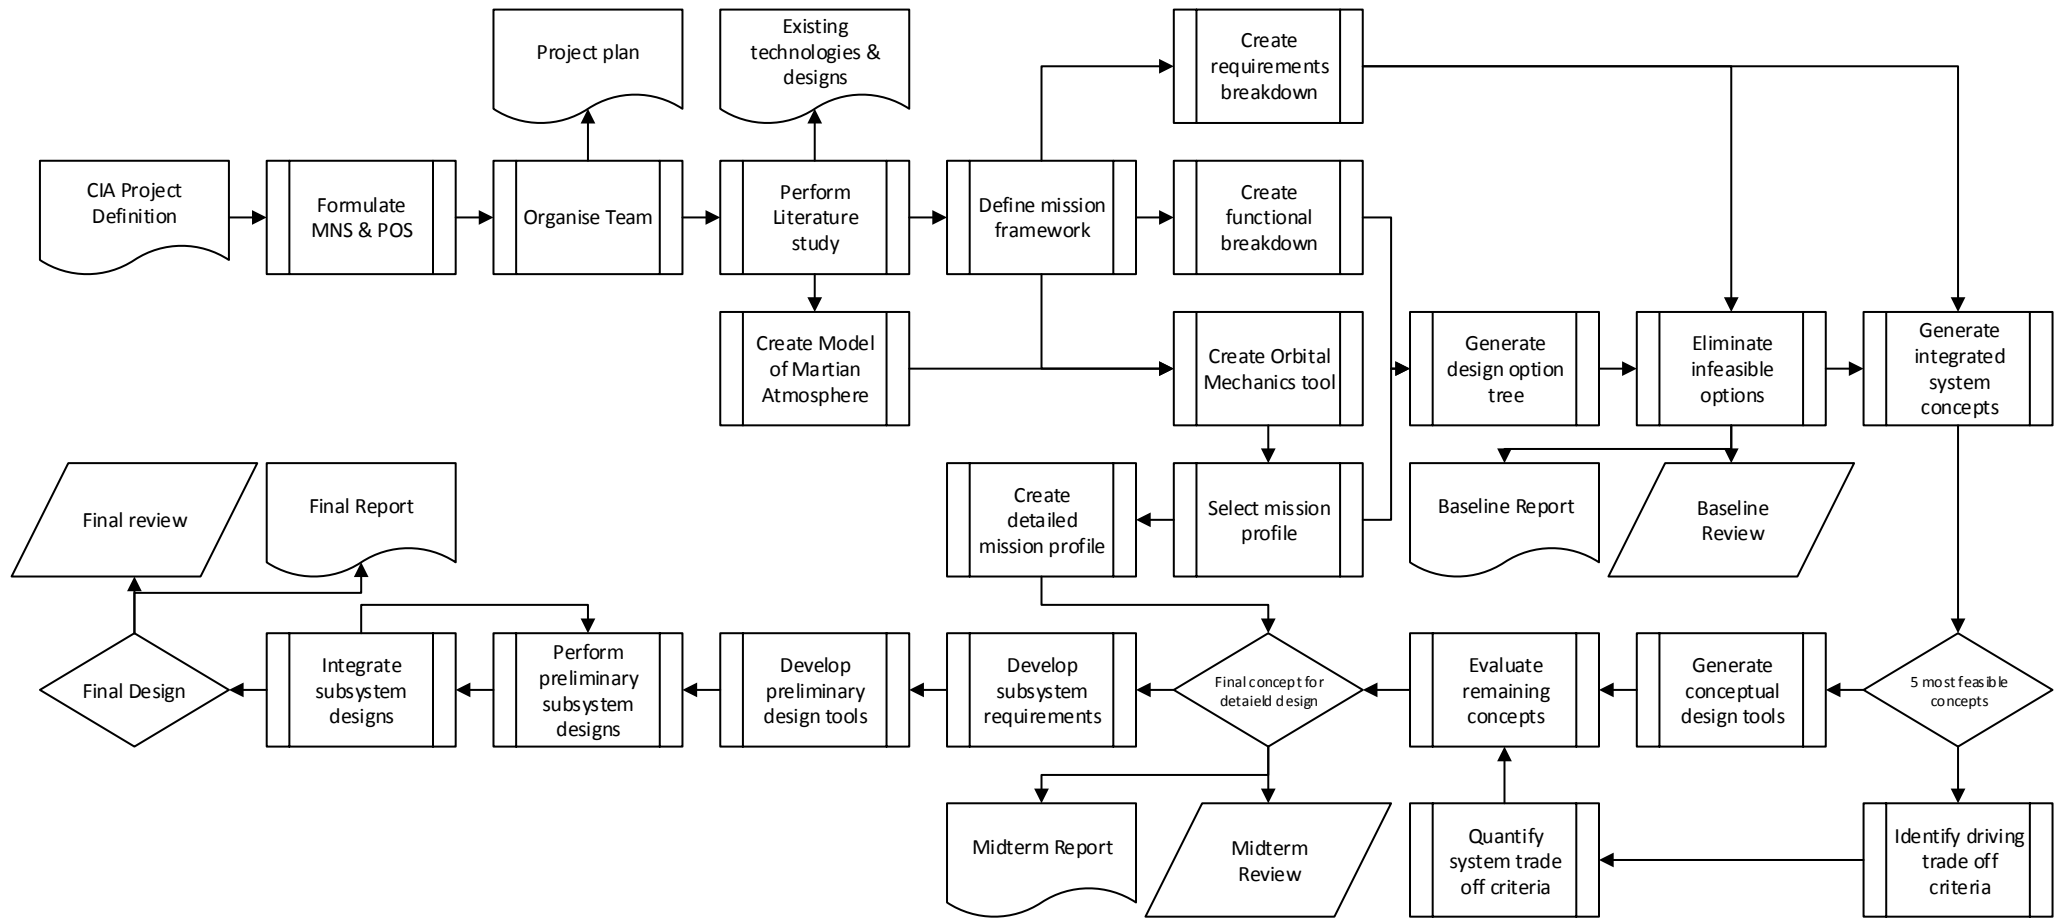 Project plan
Existing
technologies &
designs
Create
requirements
breakdown
CIA Project
Definition
Formulate
MNS & POS
Organise Team
Perform
Literature
study
Define mission
framework
Create
functional
breakdown
Create Model
of Martian
Atmosphere
Create Orbital
Mechanics tool
Generate
design option
tree
Eliminate
infeasible
options
Generate
integrated
system
concepts
Final review
Final Report
Create
detailed
mission profile
Select mission
profile
Baseline Report
Baseline
Review
Final Design
Integrate
subsystem
designs
Perform
preliminary
subsystem
designs
Develop
preliminary
design tools
Develop
subsystem
requirements
Final concept for
detaield design
Evaluate
remaining
concepts
Generate
conceptual
design tools
5 most feasible
concepts
Midterm Report
Midterm
Review
Quantify
system trade
off criteria
Identify driving
trade off
criteria